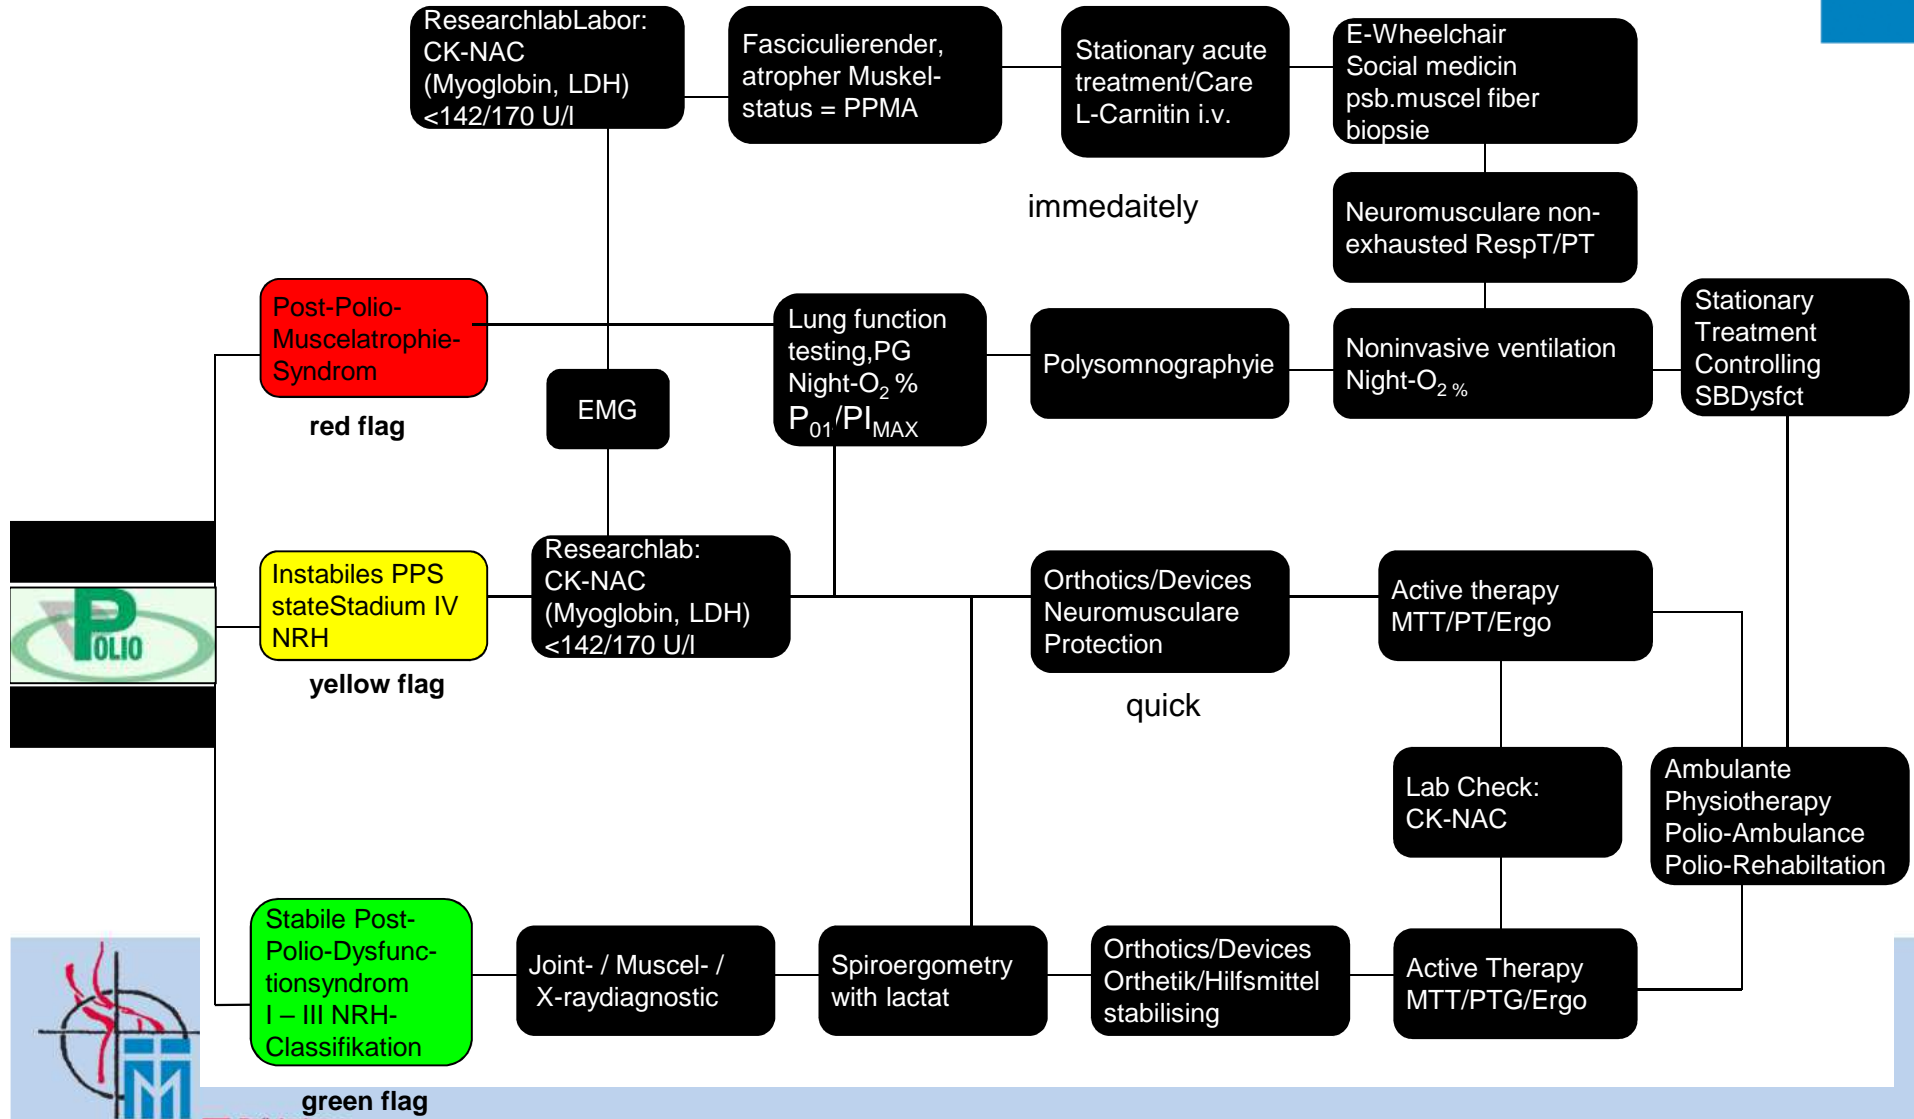 ResearchlabLabor:
CK-NAC
(Myoglobin, LDH)
<142/170 U/l
Fasciculierender,
atropher Muskel-
status = PPMA
Stationary acute
treatment/Care
L-Carnitin i.v.
E-Wheelchair
Social medicin
psb.muscel fiber
biopsie
immedaitely
Neuromusculare non-
exhausted RespT/PT
Post-Polio-
Muscelatrophie-
Syndrom
red flag
EMG
Lung function
testing,PG
Night-O2 %
P01/PIMAX
Polysomnographyie
Noninvasive ventilation
Night-O2 %
Stationary
Treatment
Controlling
SBDysfct
POLIO
Instabiles PPS
stateStadium IV
NRH
yellow flag
Researchlab:
CK-NAC
(Myoglobin, LDH)
<142/170 U/l
Orthotics/Devices
Neuromusculare
Protection
quick
Active therapy
MTT/PT/Ergo
Lab Check:
CK-NAC
Ambulante
Physiotherapy
Polio-Ambulance
Polio-Rehabiltation
Stabile Post-
Polio-Dysfunc-
tionsyndrom
I – III NRH-
Classifikation
green flag
Joint- / Muscel- /
X-raydiagnostic
Spiroergometry
with lactat
Orthotics/Devices
Orthetik/Hilfsmittel
stabilising
Active Therapy
MTT/PTG/Ergo